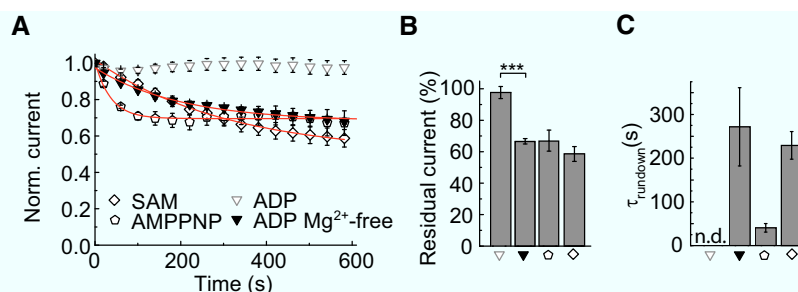 A
Norm. current
1.0
0.8
0.6
0.4
0.2
0.0
SAM
AMPPNP
ADP
ADP Mg²⁺-free
0 200 400 600
Time (s)
B
Residual current (%)
100
80
60
40
20
0
***
C
τrundown(s)
300
200
100
0
n.d.